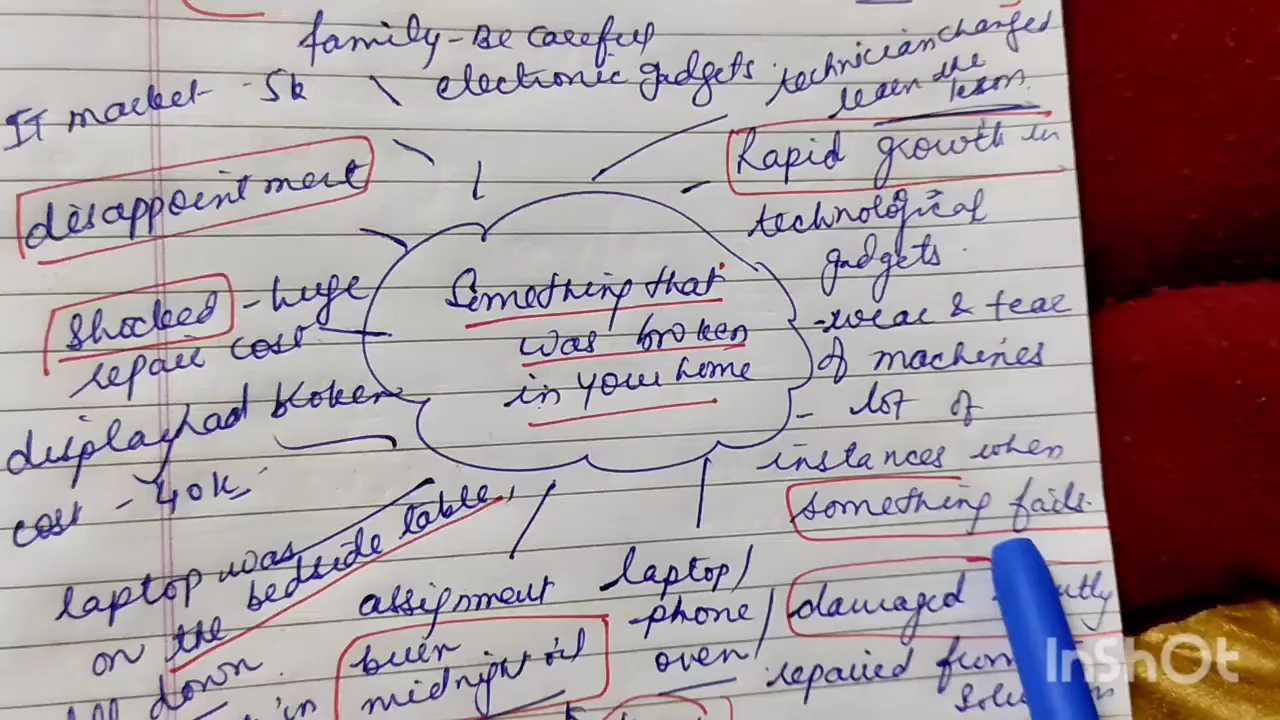 family - Be careful
electronic gadgets
technician changed
learn the
IT market - 5k
disappointment
Rapid growth in
technological
gadgets
Something that
was broken
in your home
Shocked - huge
repair cost
- wear & tear
of machines
display had broken
cost - 40k
- lot of
instances when
something fails.
laptop was
on the bedside table,
down
in
assignment
burn
midnight oil
laptop/
phone/
oven/
damaged
repaired from
InShOt